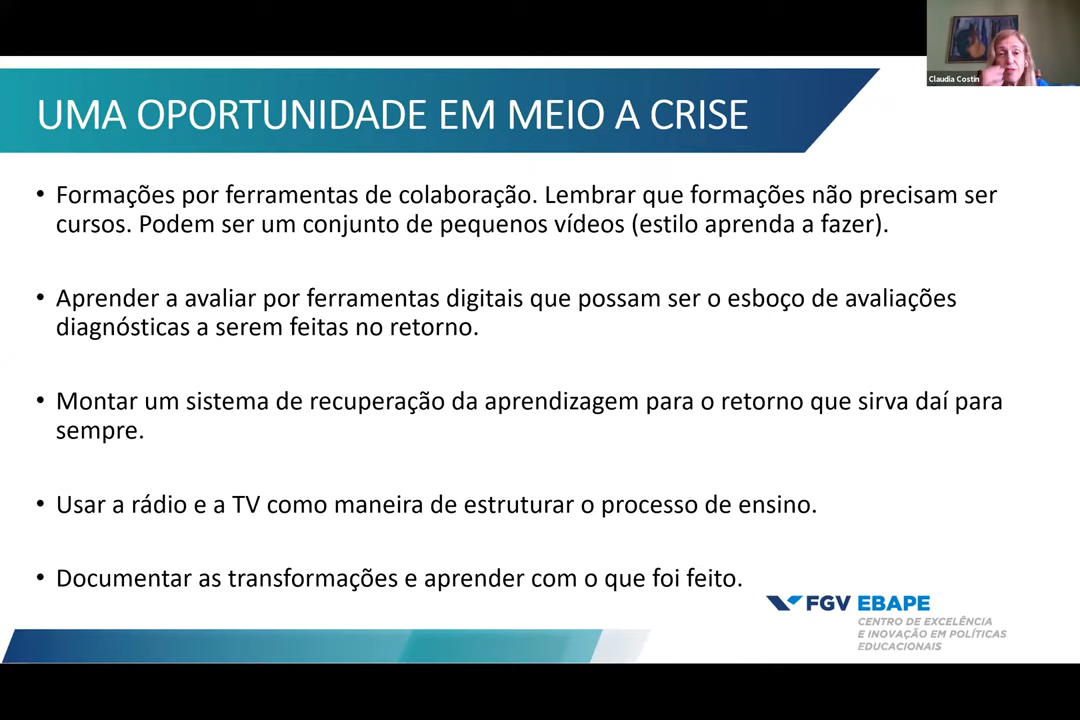 Claudia Costin
UMA OPORTUNIDADE EM MEIO A CRISE
• Formações por ferramentas de colaboração. Lembrar que formações não precisam ser
cursos. Podem ser um conjunto de pequenos vídeos (estilo aprenda a fazer).
• Aprender a avaliar por ferramentas digitais que possam ser o esboço de avaliações
diagnósticas a serem feitas no retorno.
• Montar um sistema de recuperação da aprendizagem para o retorno que sirva daí para
sempre.
• Usar a rádio e a TV como maneira de estruturar o processo de ensino.
• Documentar as transformações e aprender com o que foi feito.
FGV EBAPE
CENTRO DE EXCELÊNCIA
E INOVAÇÃO EM POLÍTICAS
EDUCACIONAIS